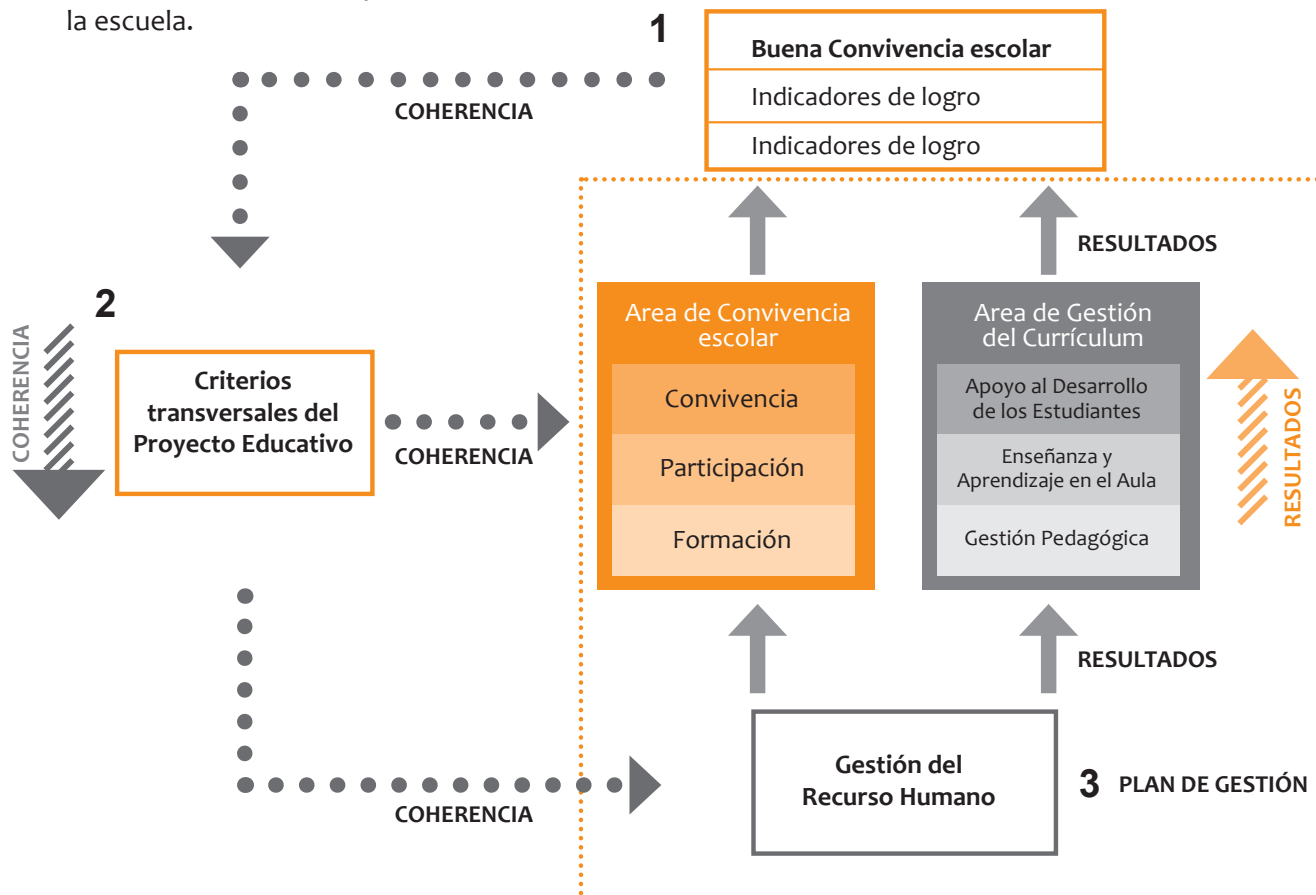 la escuela.
1
Buena Convivencia escolar
Indicadores de logro
Indicadores de logro
COHERENCIA
RESULTADOS
2
COHERENCIA
Criterios
transversales del
Proyecto Educativo
COHERENCIA
Area de Convivencia
escolar
Convivencia
Participación
Formación
Area de Gestión
del Currículum
Apoyo al Desarrollo
de los Estudiantes
Enseñanza y
Aprendizaje en el Aula
Gestión Pedagógica
RESULTADOS
RESULTADOS
Gestión del
Recurso Humano
3 PLAN DE GESTIÓN
COHERENCIA